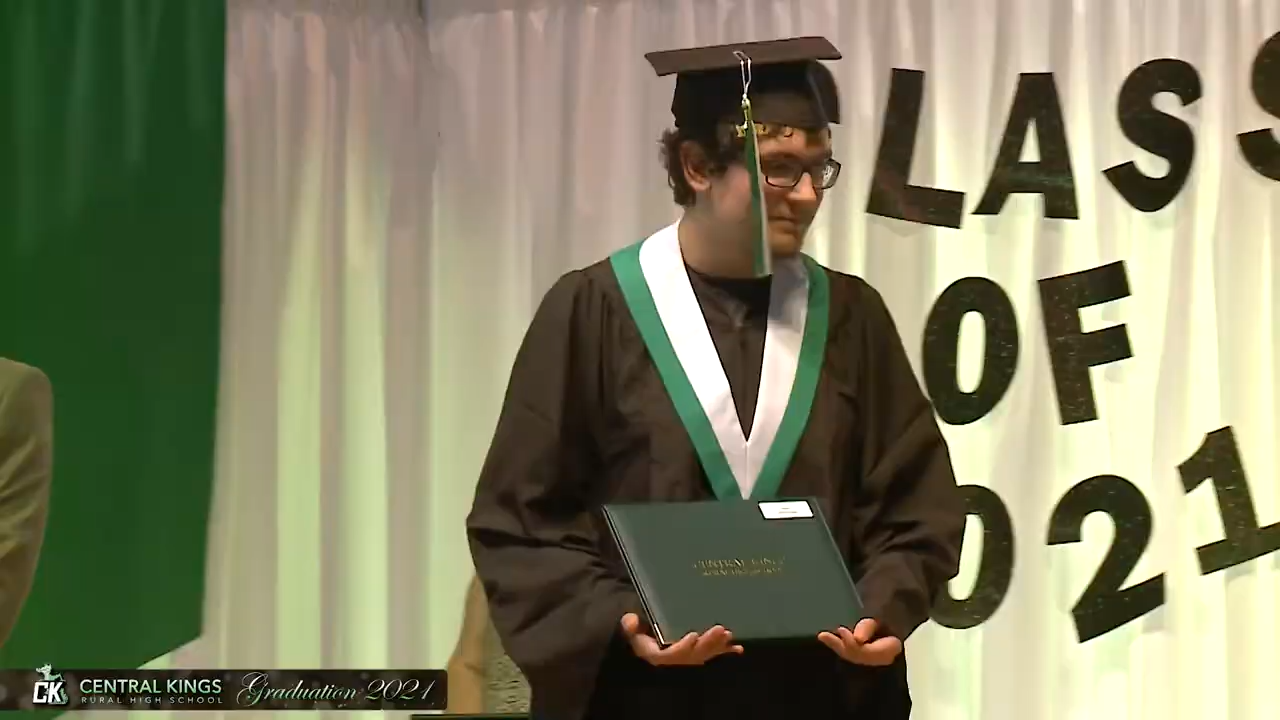 LASS
OF
021
CENTRAL KINGS
CK
CENTRAL KINGS
RURAL HIGH SCHOOL
Graduation 2021